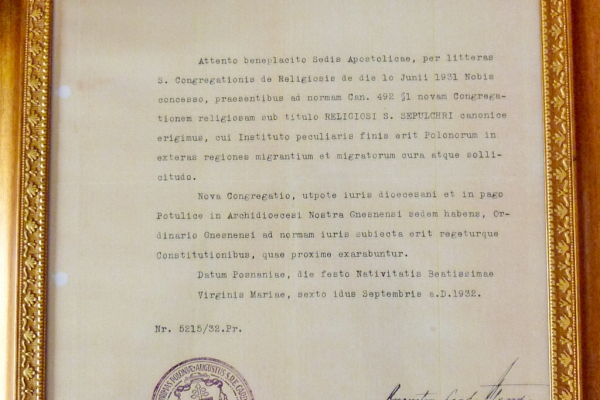 Attento beneplacito Sedis Apostolicae, per litteras
S. Congregationis de Religiosis de die lo Junii 1931 Nobis
concesso, praesentibus ad normam Can. 492 §1 novam Congrega-
tionem religiosam sub titulo RELIGIOSI S. SEPULCHRI canonice
erigimus, cui Instituto peculiaris finis erit Polonorum in
exteras regiones migrantium et migratorum cura atque solli-
citudo.
Nova Congregatio, utpote iuris dioecesani et in pago
Potulice in Archidioecesi Nostra Gnesnensi sedem habens, Or-
dinario Gnesnensi ad normam iuris subiecta erit regeturque
Constitutionibus, quae proxime exarabuntur.
Datum Posnaniae, die festo Nativitatis Beatissimae
Virginis Mariae, sexto idus Septembris a.D.1932.
Nr. 5215/32.Pr.
POLONIAE AUGUSTUS S.R.E.